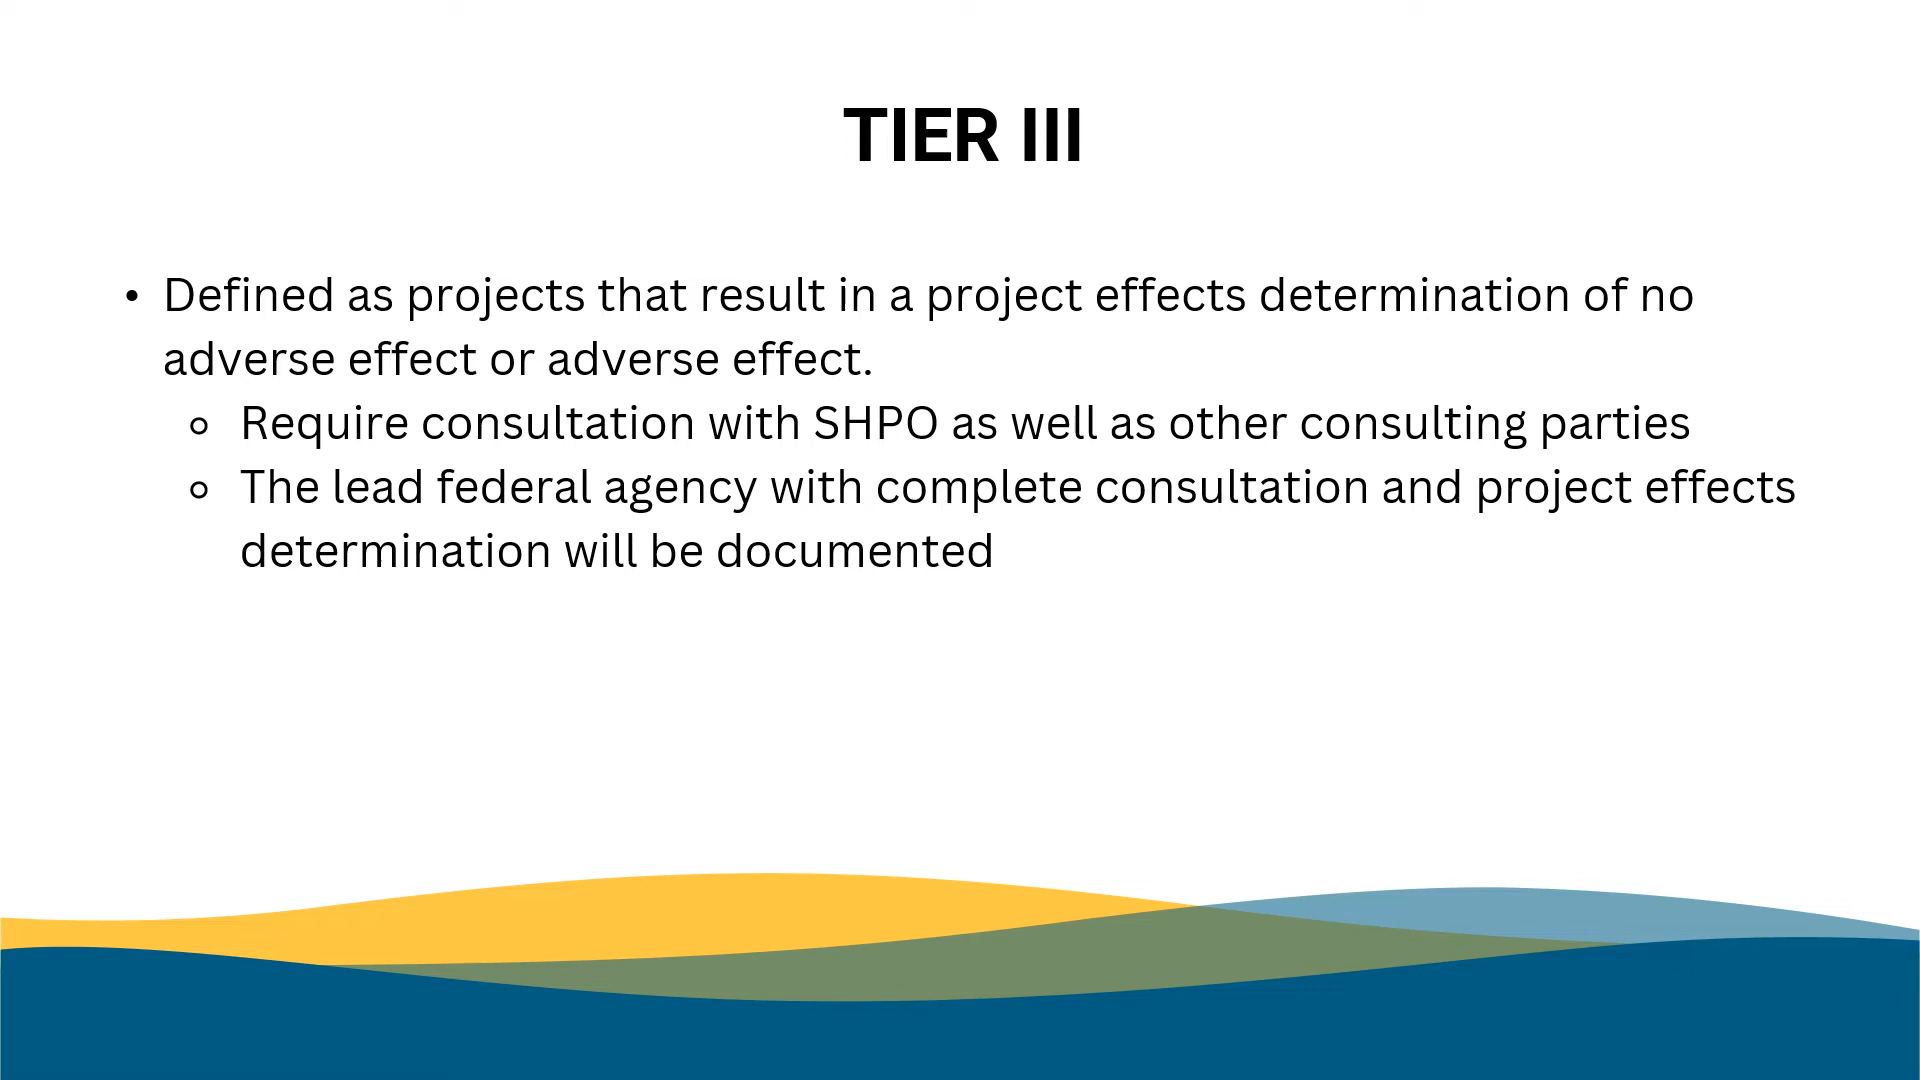 TIER III
• Defined as projects that result in a project effects determination of no
adverse effect or adverse effect.
◦ Require consultation with SHPO as well as other consulting parties
◦ The lead federal agency with complete consultation and project effects
determination will be documented